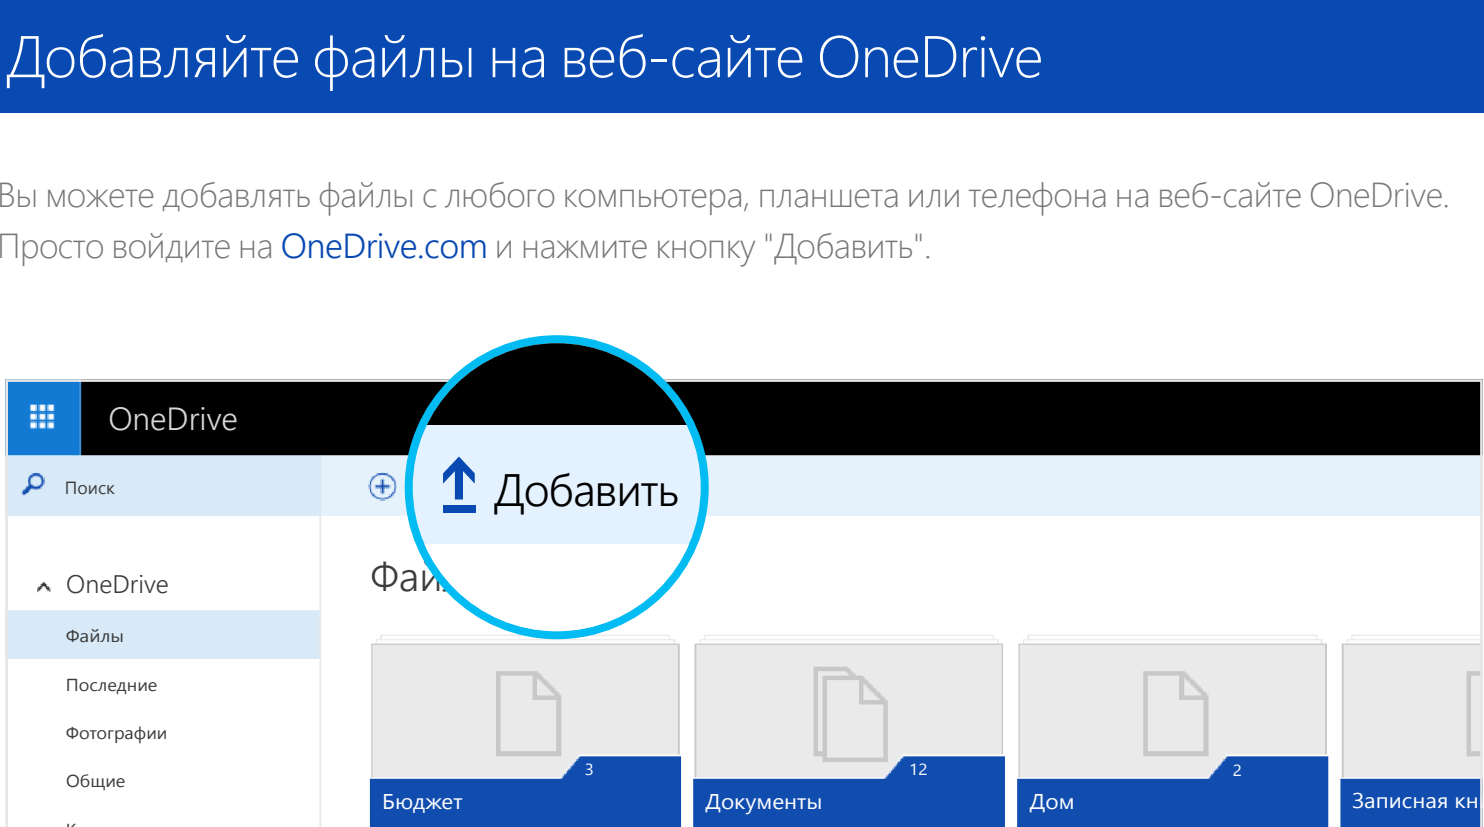 Добавляйте файлы на веб-сайте OneDrive
Вы можете добавлять файлы с любого компьютера, планшета или телефона на веб-сайте OneDrive.
Просто войдите на OneDrive.com и нажмите кнопку "Добавить".
OneDrive
Поиск
Добавить
OneDrive
Файлы
Последние
Фотографии
Общие
3
Бюджет
12
Документы
2
Дом
Записная кн